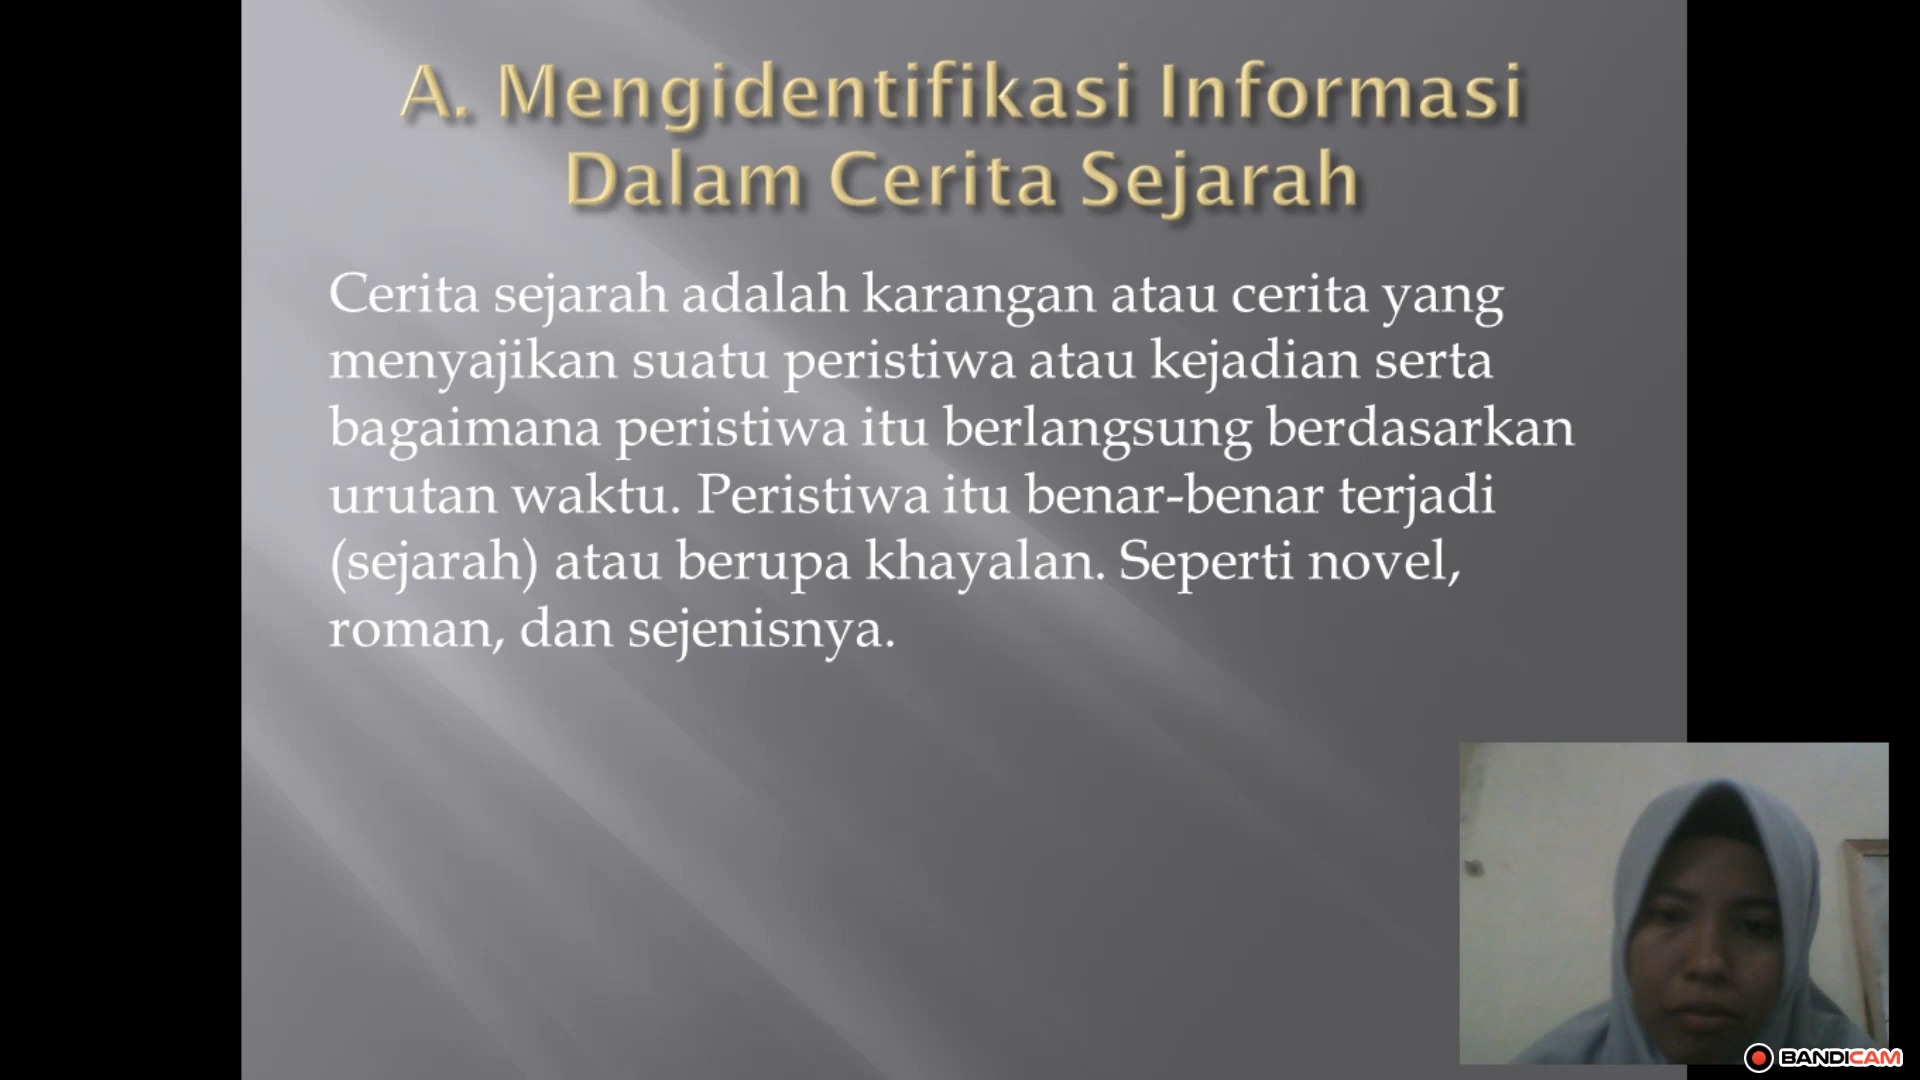 A. Mengidentifikasi Informasi
Dalam Cerita Sejarah
Cerita sejarah adalah karangan atau cerita yang
menyajikan suatu peristiwa atau kejadian serta
bagaimana peristiwa itu berlangsung berdasarkan
urutan waktu. Peristiwa itu benar-benar terjadi
(sejarah) atau berupa khayalan. Seperti novel,
roman, dan sejenisnya.
BANDICAM